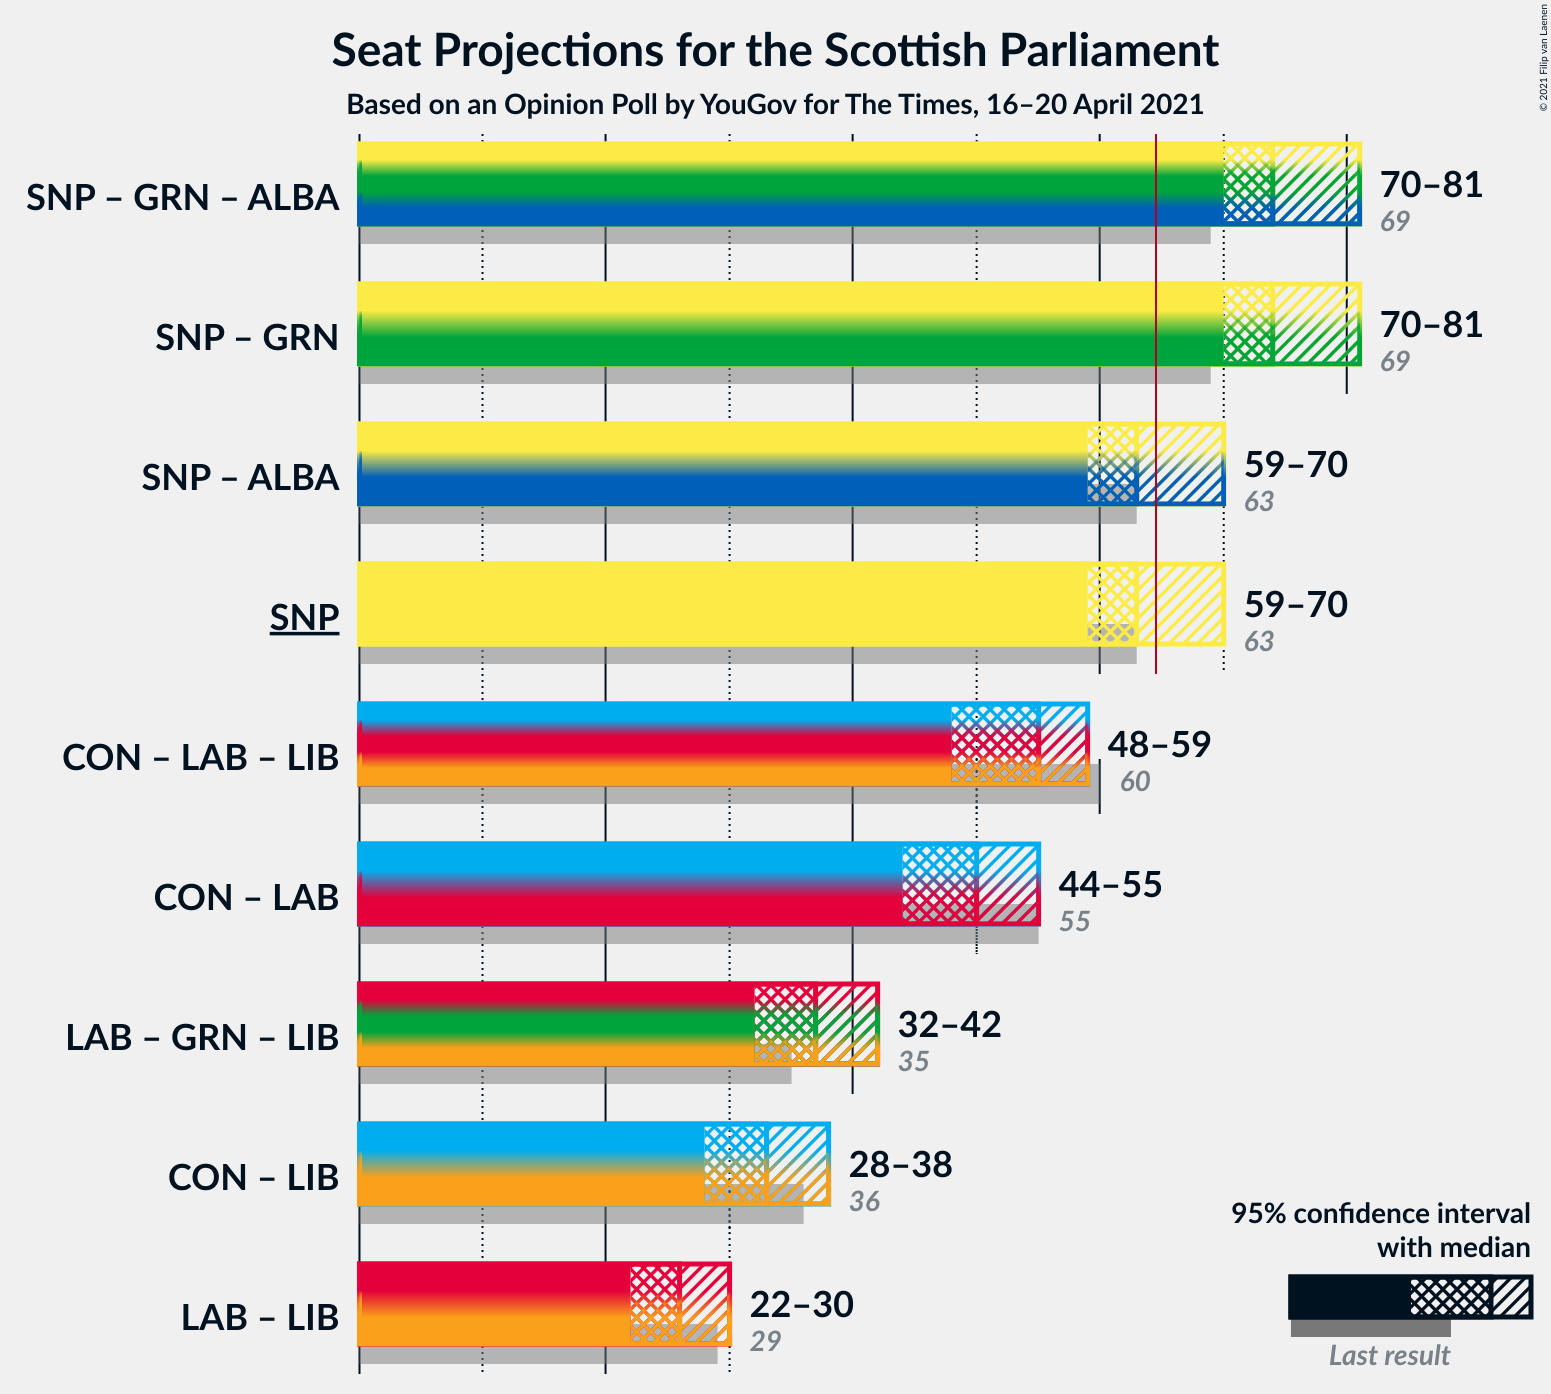 Seat Projections for the Scottish Parliament
Based on an Opinion Poll by YouGov for The Times, 16–20 April 2021
© 2021 Filip van Laenen
SNP – GRN – ALBA
70–81
69
SNP – GRN
70–81
69
SNP – ALBA
59–70
63
SNP
59–70
63
CON – LAB – LIB
48–59
60
CON – LAB
44–55
55
LAB – GRN – LIB
32–42
35
CON – LIB
28–38
36
LAB – LIB
22–30
29
95% confidence interval
with median
Last result